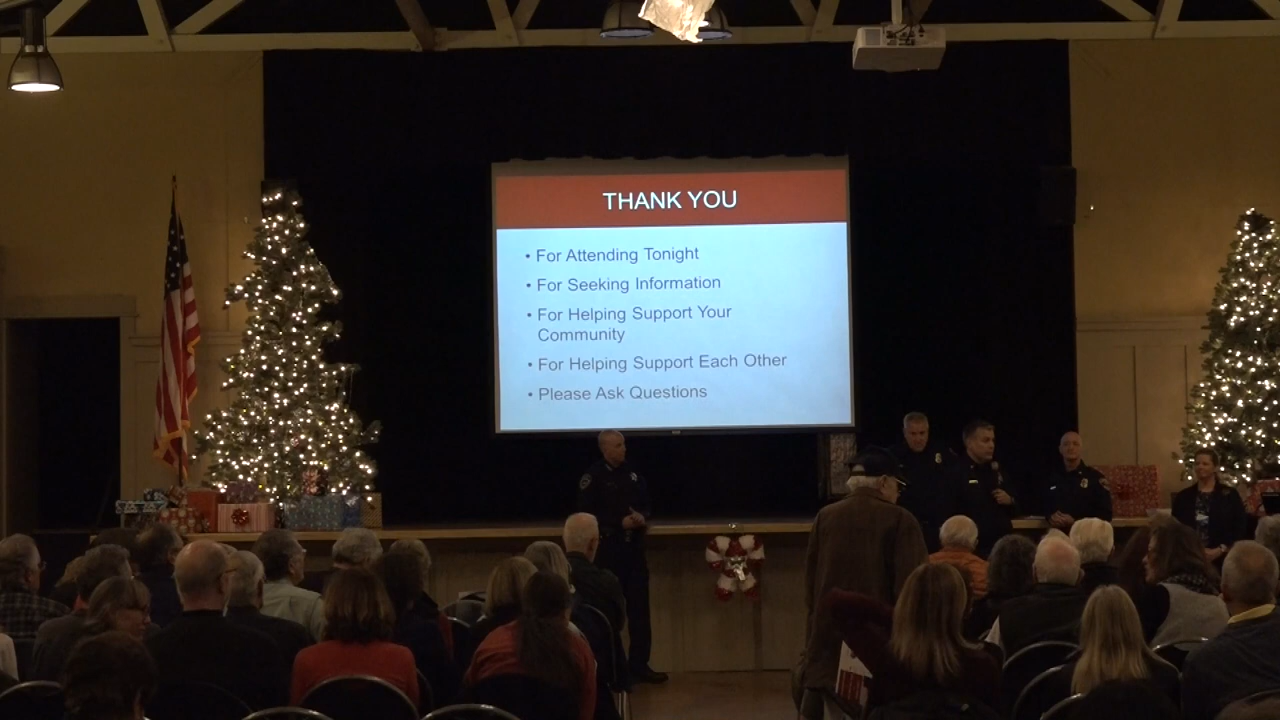 THANK YOU
• For Attending Tonight
• For Seeking Information
• For Helping Support Your
Community
• For Helping Support Each Other
• Please Ask Questions